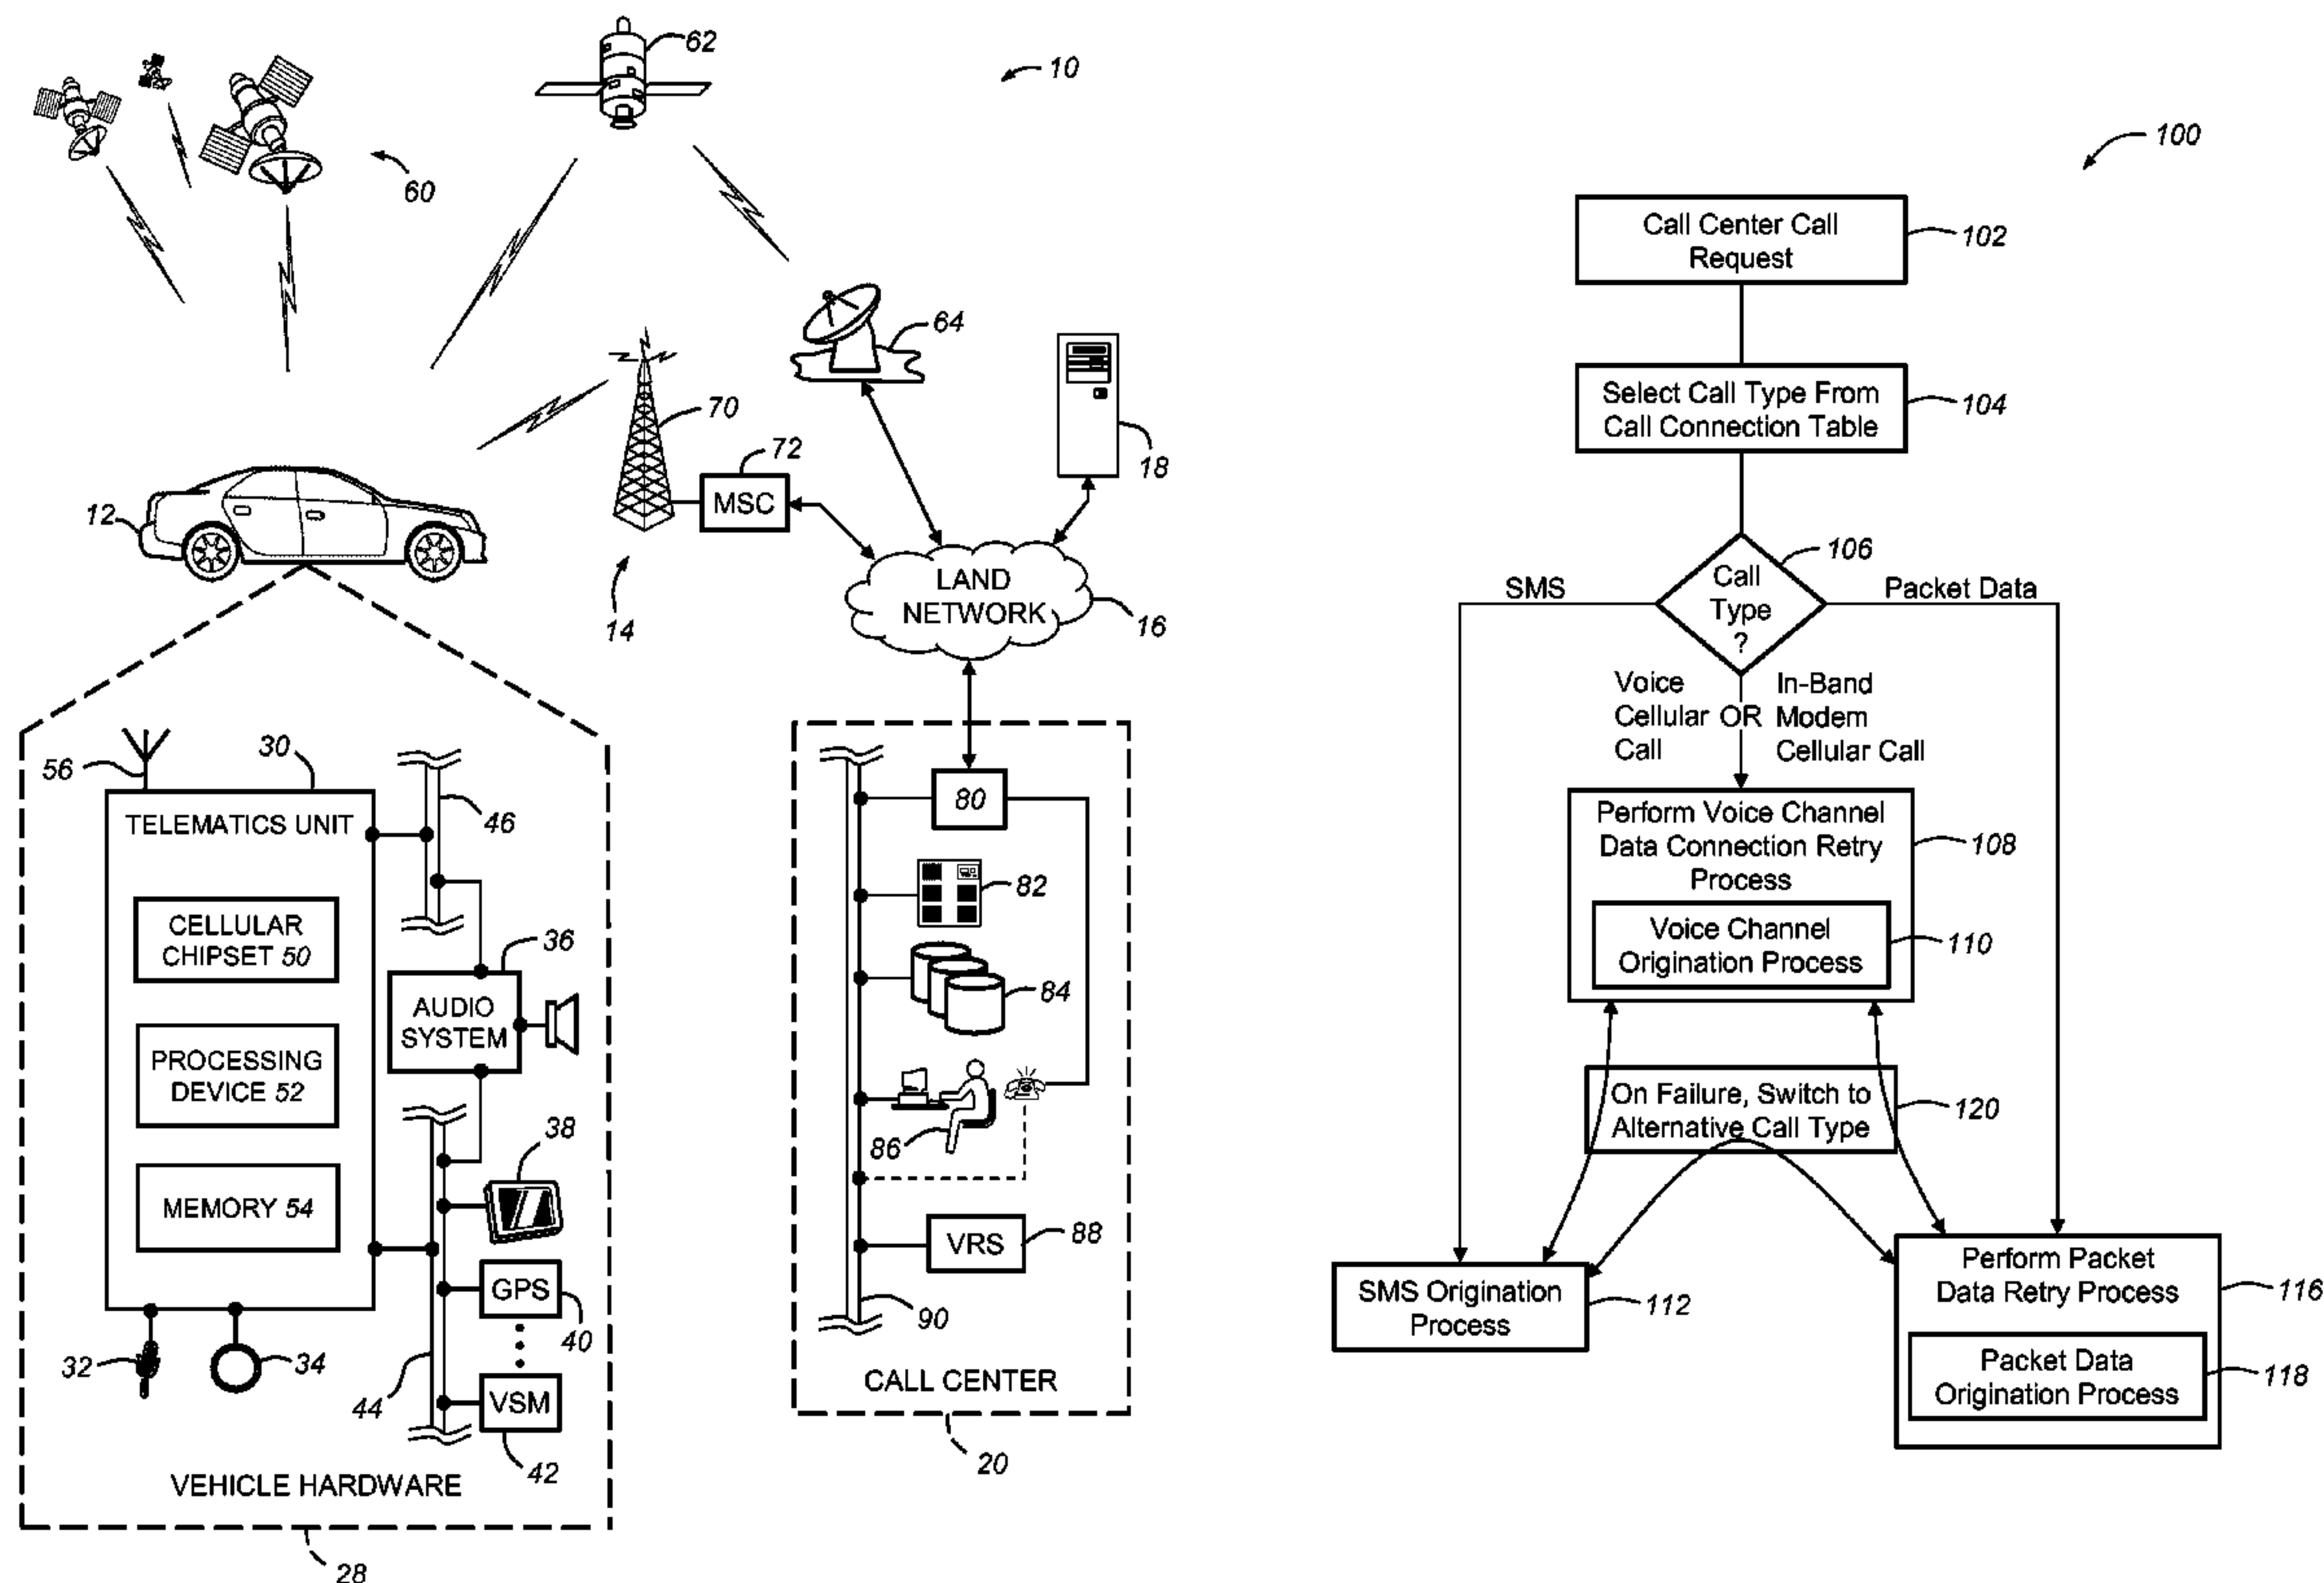 62
10
60
64
70
72
MSC
18
12
LAND
NETWORK
16
14
56
30
TELEMATICS UNIT
46
CELLULAR
CHIPSET 50
36
AUDIO
SYSTEM
PROCESSING
DEVICE 52
38
MEMORY 54
GPS
40
32
34
44
VSM
42
VEHICLE HARDWARE
28
80
82
84
86
VRS
88
90
CALL CENTER
20
100
Call Center Call
Request
102
Select Call Type From
Call Connection Table
104
106
Call
Type
?
SMS
Packet Data
Voice
Cellular
Call
OR
In-Band
Modem
Cellular Call
Perform Voice Channel
Data Connection Retry
Process
108
Voice Channel
Origination Process
110
On Failure, Switch to
Alternative Call Type
120
SMS Origination
Process
112
Perform Packet
Data Retry Process
116
Packet Data
Origination Process
118